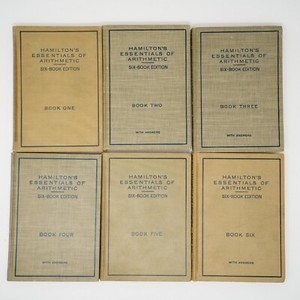 HAMILTON'S
ESSENTIALS OF
ARITHMETIC
SIX-BOOK EDITION
BOOK ONE
HAMILTON'S
ESSENTIALS OF
ARITHMETIC
SIX-BOOK EDITION
BOOK TWO
WITH ANSWERS
HAMILTON'S
ESSENTIALS OF
ARITHMETIC
SIX-BOOK EDITION
BOOK THREE
WITH ANSWERS
HAMILTON'S
ESSENTIALS OF
ARITHMETIC
SIX-BOOK EDITION
BOOK FOUR
WITH ANSWERS
HAMILTON'S
ESSENTIALS OF
ARITHMETIC
SIX-BOOK EDITION
BOOK FIVE
HAMILTON'S
ESSENTIALS OF
ARITHMETIC
SIX-BOOK EDITION
BOOK SIX
WITH ANSWERS